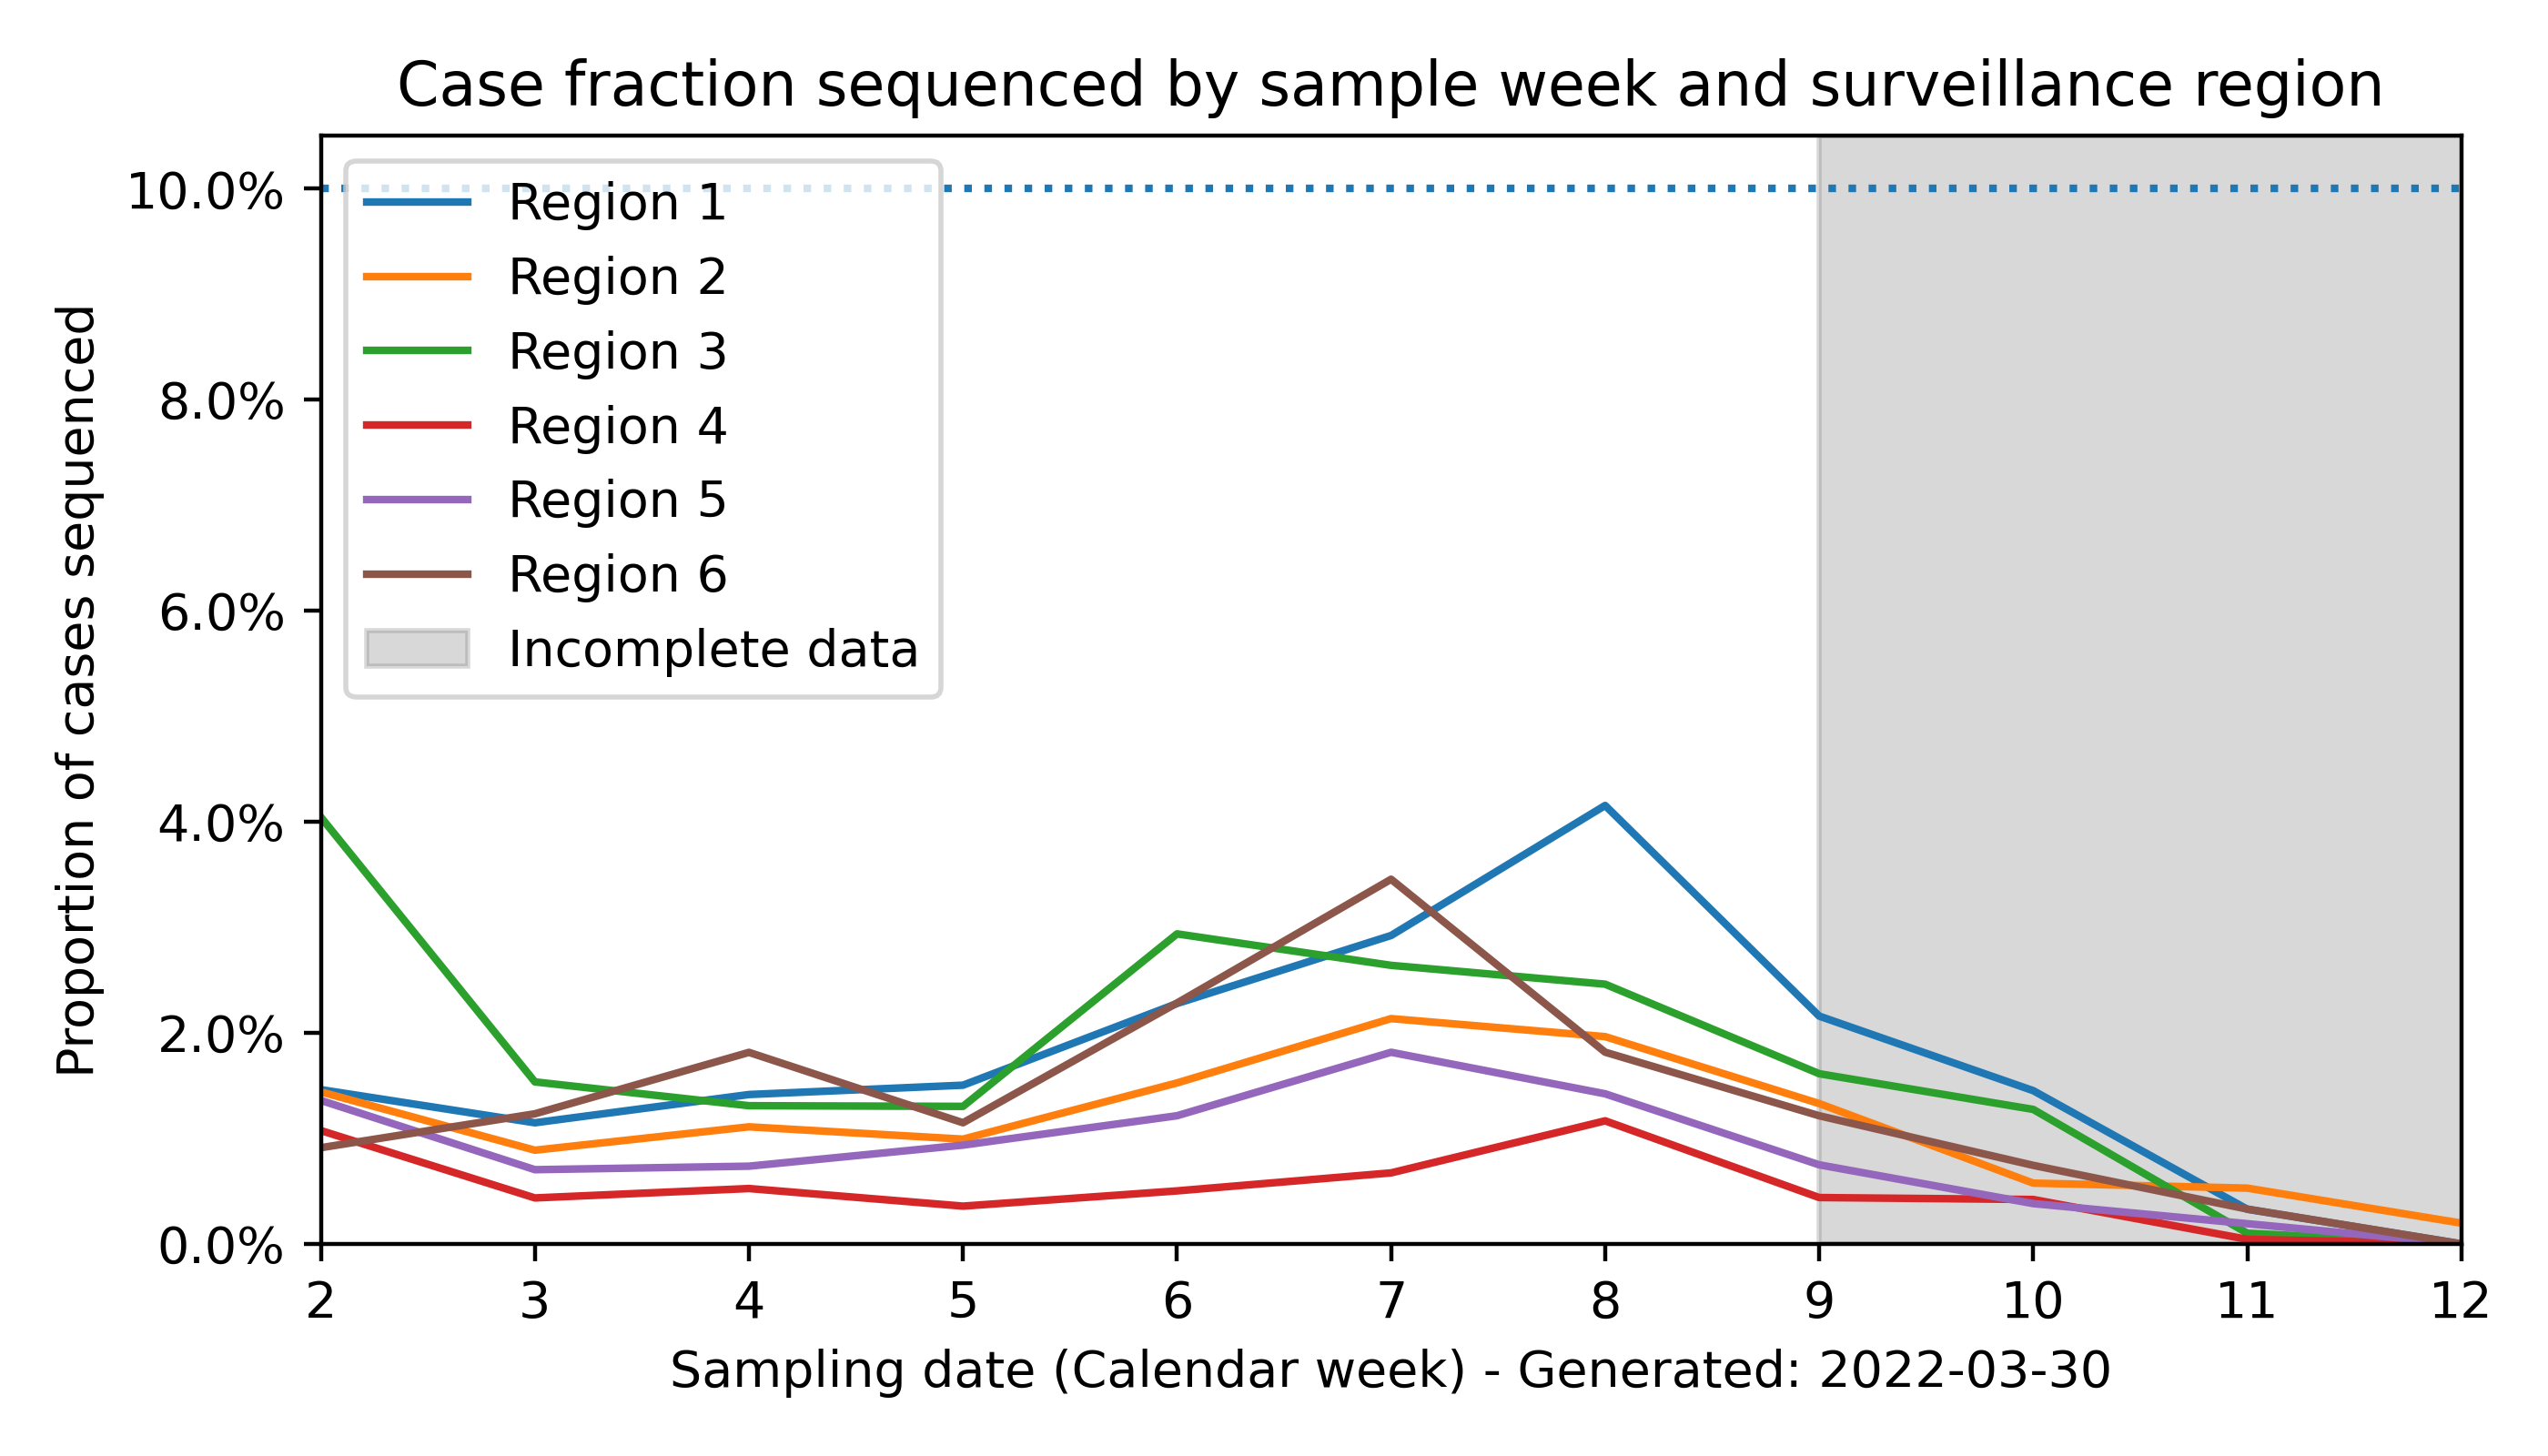 Case fraction sequenced by sample week and surveillance region
Proportion of cases sequenced
10.0%
8.0%
6.0%
4.0%
2.0%
0.0%
Region 1
Region 2
Region 3
Region 4
Region 5
Region 6
Incomplete data
2 3 4 5 6 7 8 9 10 11 12
Sampling date (Calendar week) - Generated: 2022-03-30